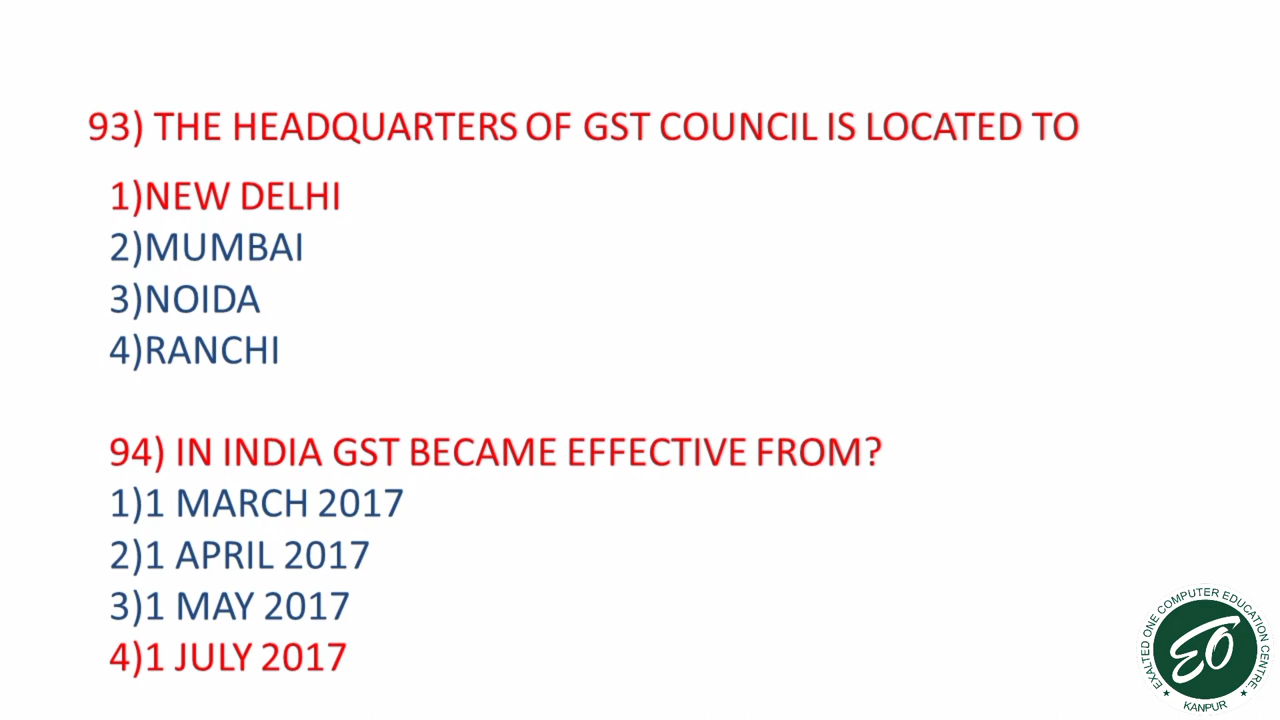 93) THE HEADQUARTERS OF GST COUNCIL IS LOCATED TO
1)NEW DELHI
2)MUMBAI
3)NOIDA
4)RANCHI
94) IN INDIA GST BECAME EFFECTIVE FROM?
1)1 MARCH 2017
2)1 APRIL 2017
3)1 MAY 2017
4)1 JULY 2017
EXALTED ONE COMPUTER EDUCATION CENTRE.
EO
★ KANPUR ★